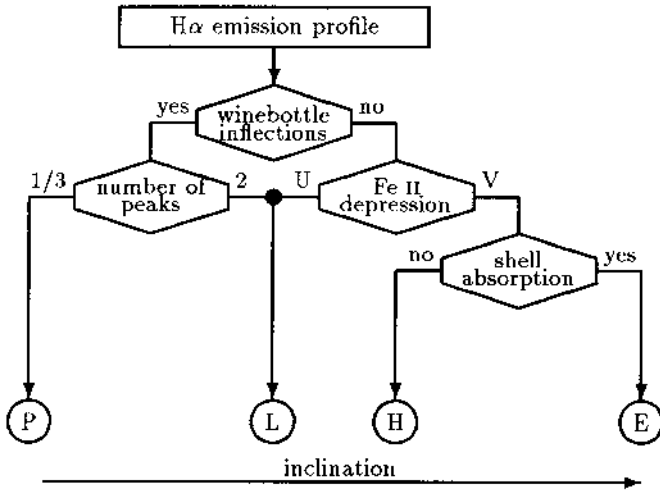 Hα emission profile
yes
winebottle
inflections
no
1/3
number of
peaks
2
U
Fe II
depression
V
no
shell
absorption
yes
P
L
H
E
inclination